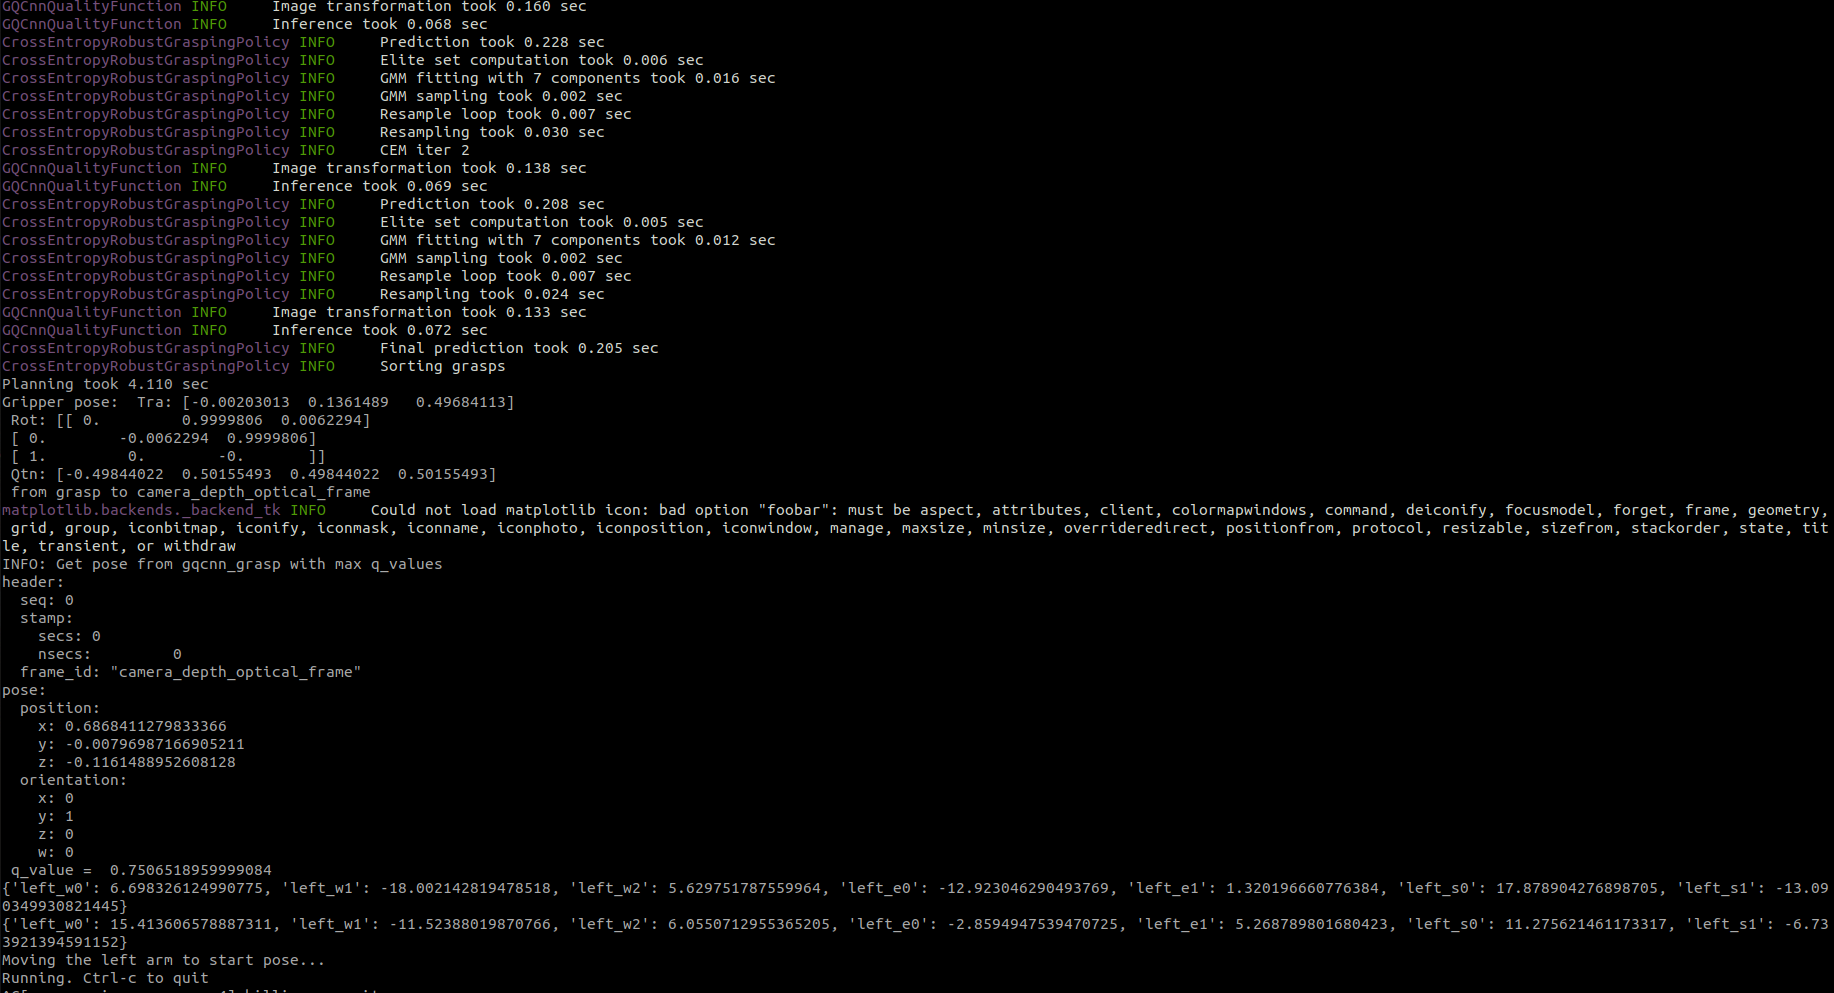 GQCnnQualityFunction INFO     Image transformation took 0.160 sec
GQCnnQualityFunction INFO     Inference took 0.068 sec
CrossEntropyRobustGraspingPolicy INFO     Prediction took 0.228 sec
CrossEntropyRobustGraspingPolicy INFO     Elite set computation took 0.006 sec
CrossEntropyRobustGraspingPolicy INFO     GMM fitting with 7 components took 0.016 sec
CrossEntropyRobustGraspingPolicy INFO     GMM sampling took 0.002 sec
CrossEntropyRobustGraspingPolicy INFO     Resample loop took 0.007 sec
CrossEntropyRobustGraspingPolicy INFO     Resampling took 0.030 sec
CrossEntropyRobustGraspingPolicy INFO     CEM iter 2
GQCnnQualityFunction INFO     Image transformation took 0.138 sec
GQCnnQualityFunction INFO     Inference took 0.069 sec
CrossEntropyRobustGraspingPolicy INFO     Prediction took 0.208 sec
CrossEntropyRobustGraspingPolicy INFO     Elite set computation took 0.005 sec
CrossEntropyRobustGraspingPolicy INFO     GMM fitting with 7 components took 0.012 sec
CrossEntropyRobustGraspingPolicy INFO     GMM sampling took 0.002 sec
CrossEntropyRobustGraspingPolicy INFO     Resample loop took 0.007 sec
CrossEntropyRobustGraspingPolicy INFO     Resampling took 0.024 sec
GQCnnQualityFunction INFO     Image transformation took 0.133 sec
GQCnnQualityFunction INFO     Inference took 0.072 sec
CrossEntropyRobustGraspingPolicy INFO     Final prediction took 0.205 sec
CrossEntropyRobustGraspingPolicy INFO     Sorting grasps
Planning took 4.110 sec
Gripper pose:  Tra: [-0.00203013  0.1361489   0.49684113]
 Rot: [[ 0.         0.9999806  0.0062294]
 [ 0.        -0.0062294  0.9999806]
 [ 1.         0.        -0.       ]]
 Qtn: [-0.49844022  0.50155493  0.49844022  0.50155493]
 from grasp to camera_depth_optical_frame
matplotlib.backends._backend_tk INFO     Could not load matplotlib icon: bad option "foobar": must be aspect, attributes, client, colormapwindows, command, deiconify, focusmodel, forget, frame, geometry,
 grid, group, iconbitmap, iconify, iconmask, iconname, iconphoto, iconposition, iconwindow, manage, maxsize, minsize, overrideredirect, positionfrom, protocol, resizable, sizefrom, stackorder, state, tit
le, transient, or withdraw
INFO: Get pose from gqcnn_grasp with max q_values
header:
  seq: 0
  stamp:
    secs: 0
    nsecs:         0
  frame_id: "camera_depth_optical_frame"
pose:
  position:
    x: 0.6868411279833366
    y: -0.00796987166905211
    z: -0.1161488952608128
  orientation:
    x: 0
    y: 1
    z: 0
    w: 0
 q_value =  0.7506518959999084
{'left_w0': 6.698326124990775, 'left_w1': -18.002142819478518, 'left_w2': 5.629751787559964, 'left_e0': -12.923046290493769, 'left_e1': 1.320196660776384, 'left_s0': 17.878904276898705, 'left_s1': -13.09
0349930821445}
{'left_w0': 15.413606578887311, 'left_w1': -11.52388019870766, 'left_w2': 6.0550712955365205, 'left_e0': -2.8594947539470725, 'left_e1': 5.268789801680423, 'left_s0': 11.275621461173317, 'left_s1': -6.73
3921394591152}
Moving the left arm to start pose...
Running. Ctrl-c to quit